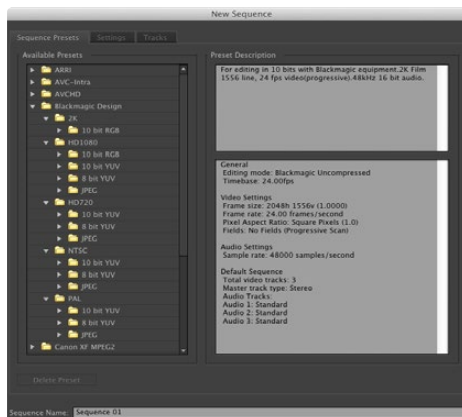 New Sequence
Sequence Presets Settings Tracks
Available Presets
ARRI
AVC-Intra
AVCHD
Blackmagic Design
2K
10 bit RGB
HD1080
10 bit RGB
10 bit YUV
8 bit YUV
JPEG
HD720
10 bit YUV
8 bit YUV
JPEG
NTSC
10 bit YUV
8 bit YUV
JPEG
PAL
10 bit YUV
8 bit YUV
JPEG
Canon XF MPEG2
Delete Preset
Preset Description
For editing in 10 bits with Blackmagic equipment.2K Film
1556 line, 24 fps video(progressive).48kHz 16 bit audio.
General
Editing mode: Blackmagic Uncompressed
Timebase: 24.00fps
Video Settings
Frame size: 2048h 1556v (1.0000)
Frame rate: 24.00 frames/second
Pixel Aspect Ratio: Square Pixels (1.0)
Fields: No Fields (Progressive Scan)
Audio Settings
Sample rate: 48000 samples/second
Default Sequence
Total video tracks: 3
Master track type: Stereo
Audio Tracks:
Audio 1: Standard
Audio 2: Standard
Audio 3: Standard
Sequence Name: Sequence 01